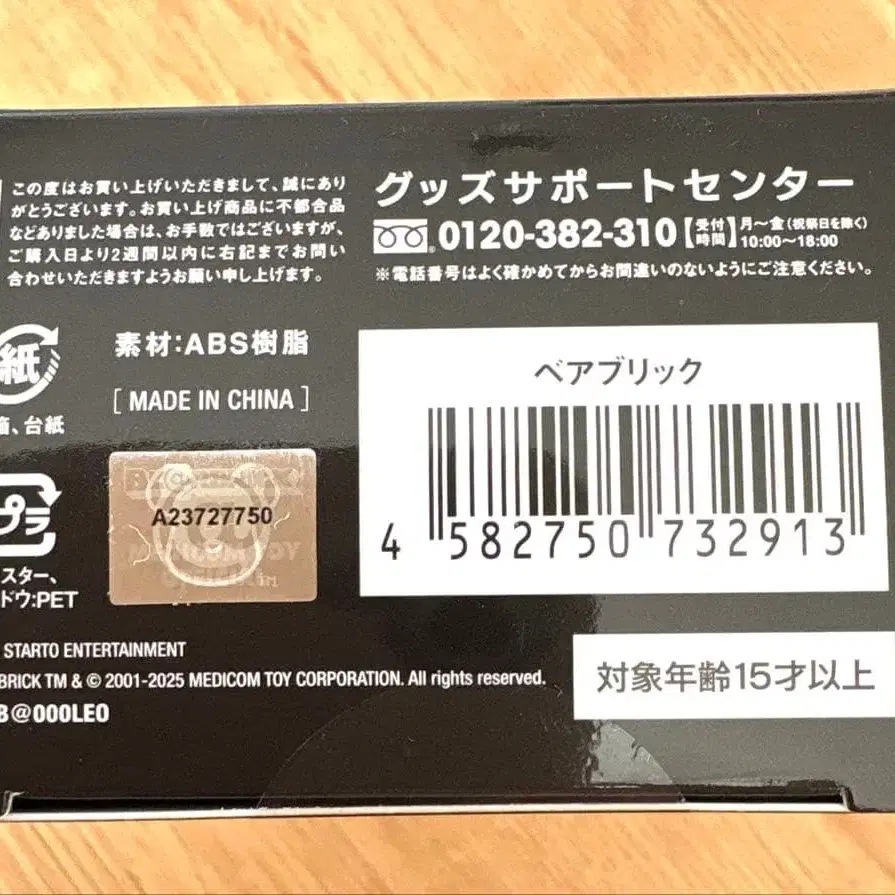 この度はお買い上げいただきまして、誠にあり
がとうございます。お買い上げ商品に不都合品
などありました場合は、お手数ではございますが、
ご購入日より2週間以内に右記までお問い
合わせいただきますようお願い申し上げます。
グッズサポートセンター
0120-382-310【受付時間】月〜金(祝祭日を除く) 10:00〜18:00
※電話番号はよく確かめてからお間違いのないようにご注意ください。
紙
、台紙
素材:ABS樹脂
[ MADE IN CHINA ]
プラ
スター、
ドウ:PET
A23727750
MEDICOM TOY
ベアブリック
4 582750 732913
STARTO ENTERTAINMENT
BRICK TM & © 2001-2025 MEDICOM TOY CORPORATION. All rights reserved.
B@000LEO
対象年齢15才以上